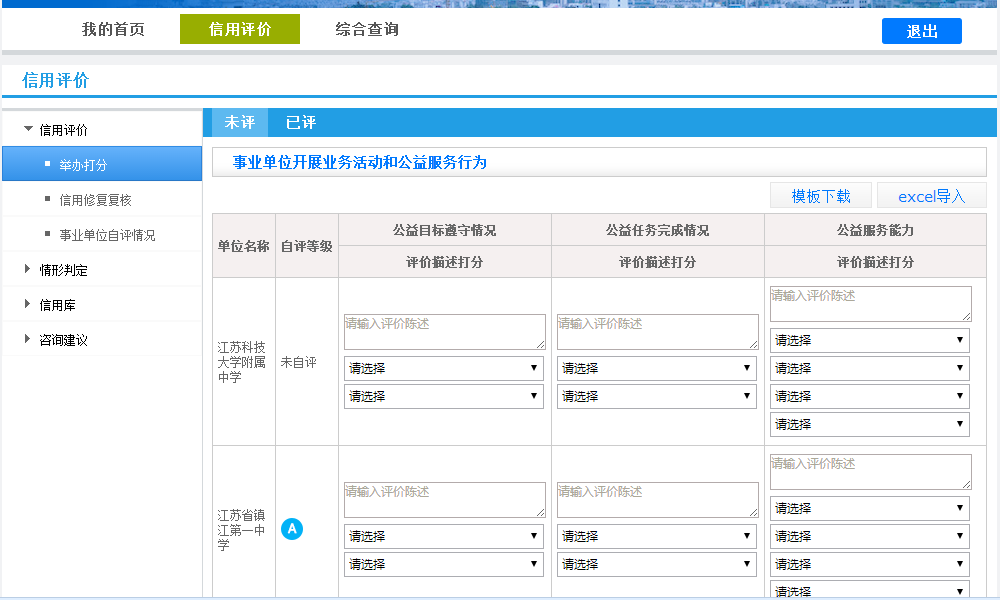 我的首页
信用评价
综合查询
退出
信用评价
信用评价
举办打分
信用修复复核
事业单位自评情况
情形判定
信用库
咨询建议
未评
已评
事业单位开展业务活动和公益服务行为
模板下载
excel导入
单位名称
自评等级
公益目标遵守情况
公益任务完成情况
公益服务能力
评价描述打分
评价描述打分
评价描述打分
江苏科技
大学附属
中学
未自评
请输入评价陈述
请选择
请选择
请输入评价陈述
请选择
请选择
请输入评价陈述
请选择
请选择
请选择
请选择
江苏省镇
江第一中
学
A
请输入评价陈述
请选择
请选择
请输入评价陈述
请选择
请选择
请输入评价陈述
请选择
请选择
请选择
请选择